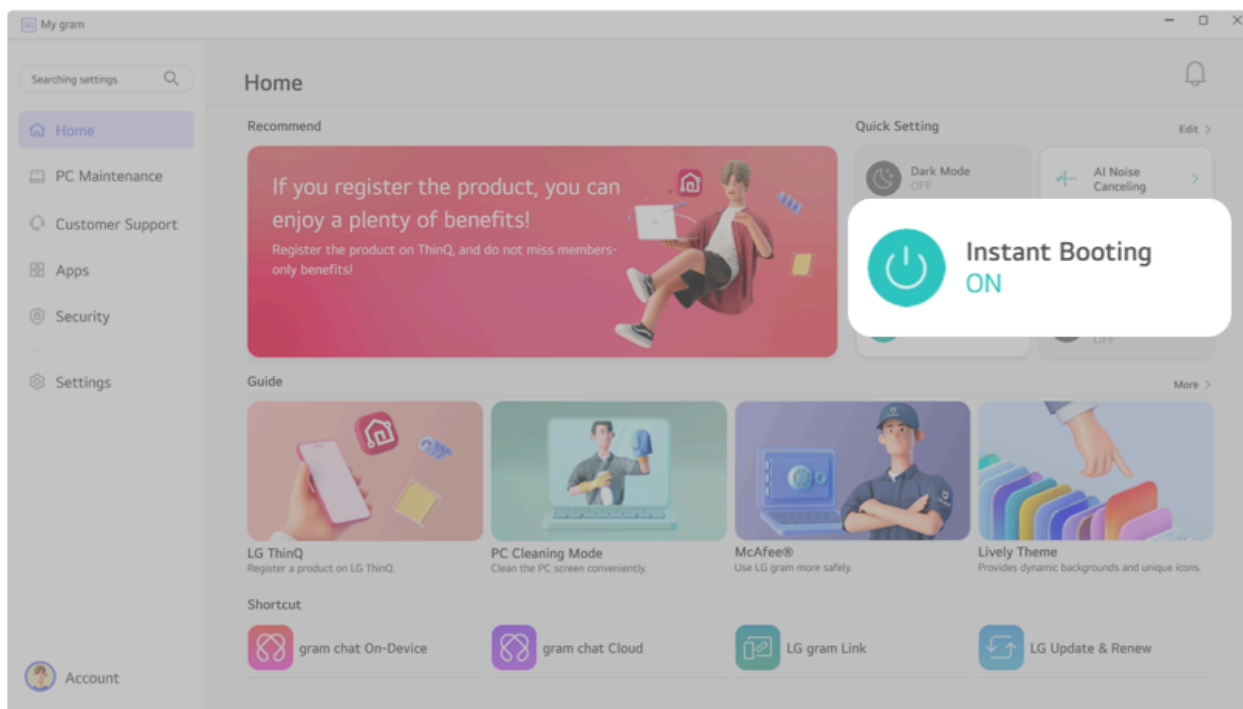 My gram
Searching settings
Home
PC Maintenance
Customer Support
Apps
Security
Settings
Account
Home
Recommend
If you register the product, you can
enjoy a plenty of benefits!
Register the product on ThinQ, and do not miss members-
only benefits!
Quick Setting
Edit >
Dark Mode
OFF
AI Noise
Canceling
Instant Booting
ON
OFF
Guide
More >
LG ThinQ
Register a product on LG ThinQ.
PC Cleaning Mode
Clean the PC screen conveniently.
McAfee®
Use LG gram more safely.
Lively Theme
Provides dynamic backgrounds and unique icons.
Shortcut
gram chat On-Device
gram chat Cloud
LG gram Link
LG Update & Renew